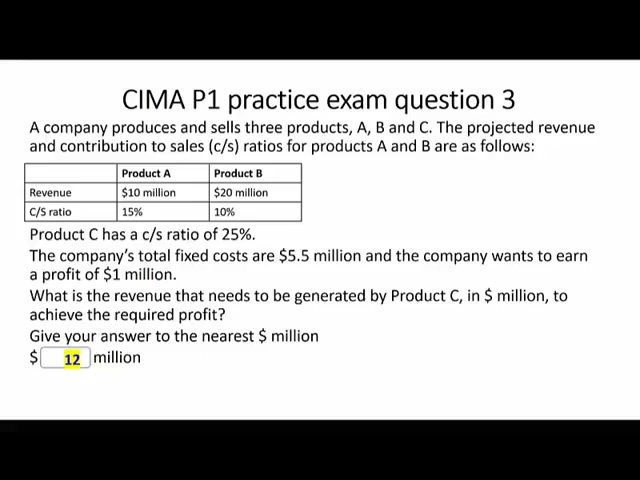 CIMA P1 practice exam question 3
A company produces and sells three products, A, B and C. The projected revenue
and contribution to sales (c/s) ratios for products A and B are as follows:
Product A Product B
Revenue $10 million $20 million
C/S ratio 15% 10%
Product C has a c/s ratio of 25%.
The company's total fixed costs are $5.5 million and the company wants to earn
a profit of $1 million.
What is the revenue that needs to be generated by Product C, in $ million, to
achieve the required profit?
Give your answer to the nearest $ million
$ 12 million